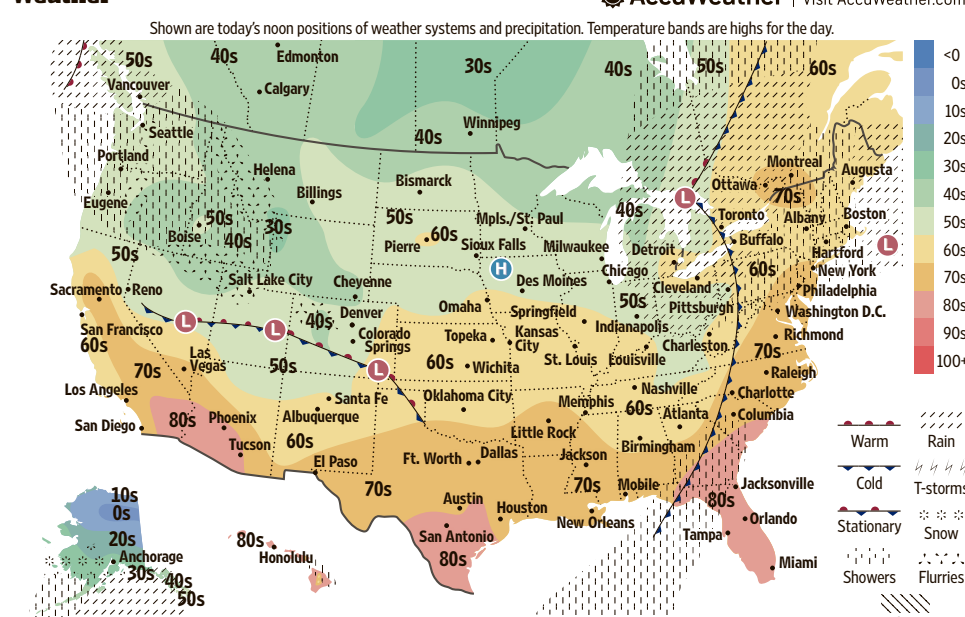 Weather
AccuWeather | Visit AccuWeather.com
Shown are today's noon positions of weather systems and precipitation. Temperature bands are highs for the day.
50s
40s
Edmonton
30s
40s
50s
60s
<0
Vancouver
Calgary
0s
10s
Seattle
40s
Winnipeg
20s
30s
Portland
Helena
Montreal
Augusta
40s
Eugene
Billings
Bismarck
Ottawa
70s
L
50s
50s
50s
30s
50s
40s
Mpls./St. Paul
Toronto
Albany
Boston
60s
Boise
40s
Pierre
60s
Sioux Falls
Milwaukee
Detroit
Buffalo
L
70s
50s
H
Chicago
60s
Hartford
New York
80s
Salt Lake City
Cheyenne
Des Moines
Cleveland
Philadelphia
90s
Sacramento
Reno
Omaha
Springfield
50s
Pittsburgh
Washington D.C.
100+
L
L
40s
Denver
Indianapolis
San Francisco
Colorado
Springs
Topeka
Kansas
City
Charleston
Richmond
60s
Las
Vegas
50s
L
60s
Wichita
St. Louis
Louisville
70s
70s
Raleigh
Los Angeles
Santa Fe
Oklahoma City
Memphis
Nashville
Charlotte
80s
Phoenix
Albuquerque
60s
Atlanta
Columbia
San Diego
Tucson
60s
Little Rock
Birmingham
Warm
Rain
El Paso
Ft. Worth
Dallas
Jackson
70s
70s
Mobile
Jacksonville
Cold
T-storms
10s
0s
Austin
Houston
New Orleans
80s
Orlando
Stationary
Snow
20s
80s
San Antonio
Tampa
Anchorage
Honolulu
80s
Miami
30s
40s
50s
Showers
Flurries